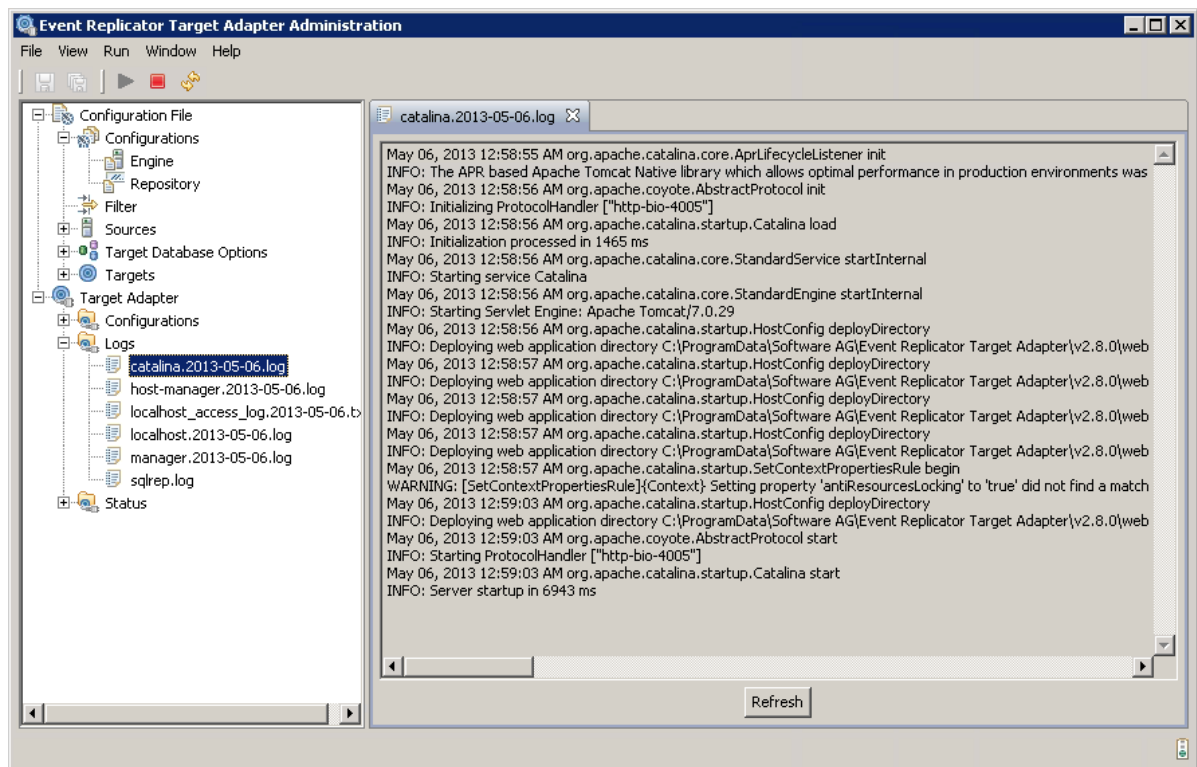 Event Replicator Target Adapter Administration
File View Run Window Help
Configuration File
Configurations
Engine
Repository
Filter
Sources
Target Database Options
Targets
Target Adapter
Configurations
Logs
catalina.2013-05-06.log
host-manager.2013-05-06.log
localhost_access_log.2013-05-06.tx
localhost.2013-05-06.log
manager.2013-05-06.log
sqlrep.log
Status
catalina.2013-05-06.log
May 06, 2013 12:58:55 AM org.apache.catalina.core.AprLifecycleListener init
INFO: The APR based Apache Tomcat Native library which allows optimal performance in production environments was
May 06, 2013 12:58:56 AM org.apache.coyote.AbstractProtocol init
INFO: Initializing ProtocolHandler ["http-bio-4005"]
May 06, 2013 12:58:56 AM org.apache.catalina.startup.Catalina load
INFO: Initialization processed in 1465 ms
May 06, 2013 12:58:56 AM org.apache.catalina.core.StandardService startInternal
INFO: Starting service Catalina
May 06, 2013 12:58:56 AM org.apache.catalina.core.StandardEngine startInternal
INFO: Starting Servlet Engine: Apache Tomcat/7.0.29
May 06, 2013 12:58:56 AM org.apache.catalina.startup.HostConfig deployDirectory
INFO: Deploying web application directory C:\ProgramData\Software AG\Event Replicator Target Adapter\v2.8.0\web
May 06, 2013 12:58:57 AM org.apache.catalina.startup.HostConfig deployDirectory
INFO: Deploying web application directory C:\ProgramData\Software AG\Event Replicator Target Adapter\v2.8.0\web
May 06, 2013 12:58:57 AM org.apache.catalina.startup.HostConfig deployDirectory
INFO: Deploying web application directory C:\ProgramData\Software AG\Event Replicator Target Adapter\v2.8.0\web
May 06, 2013 12:58:57 AM org.apache.catalina.startup.HostConfig deployDirectory
INFO: Deploying web application directory C:\ProgramData\Software AG\Event Replicator Target Adapter\v2.8.0\web
May 06, 2013 12:58:57 AM org.apache.catalina.startup.SetContextPropertiesRule begin
WARNING: [SetContextPropertiesRule]{Context} Setting property 'antiResourcesLocking' to 'true' did not find a match
May 06, 2013 12:59:03 AM org.apache.catalina.startup.HostConfig deployDirectory
INFO: Deploying web application directory C:\ProgramData\Software AG\Event Replicator Target Adapter\v2.8.0\web
May 06, 2013 12:59:03 AM org.apache.coyote.AbstractProtocol start
INFO: Starting ProtocolHandler ["http-bio-4005"]
May 06, 2013 12:59:03 AM org.apache.catalina.startup.Catalina start
INFO: Server startup in 6943 ms
Refresh